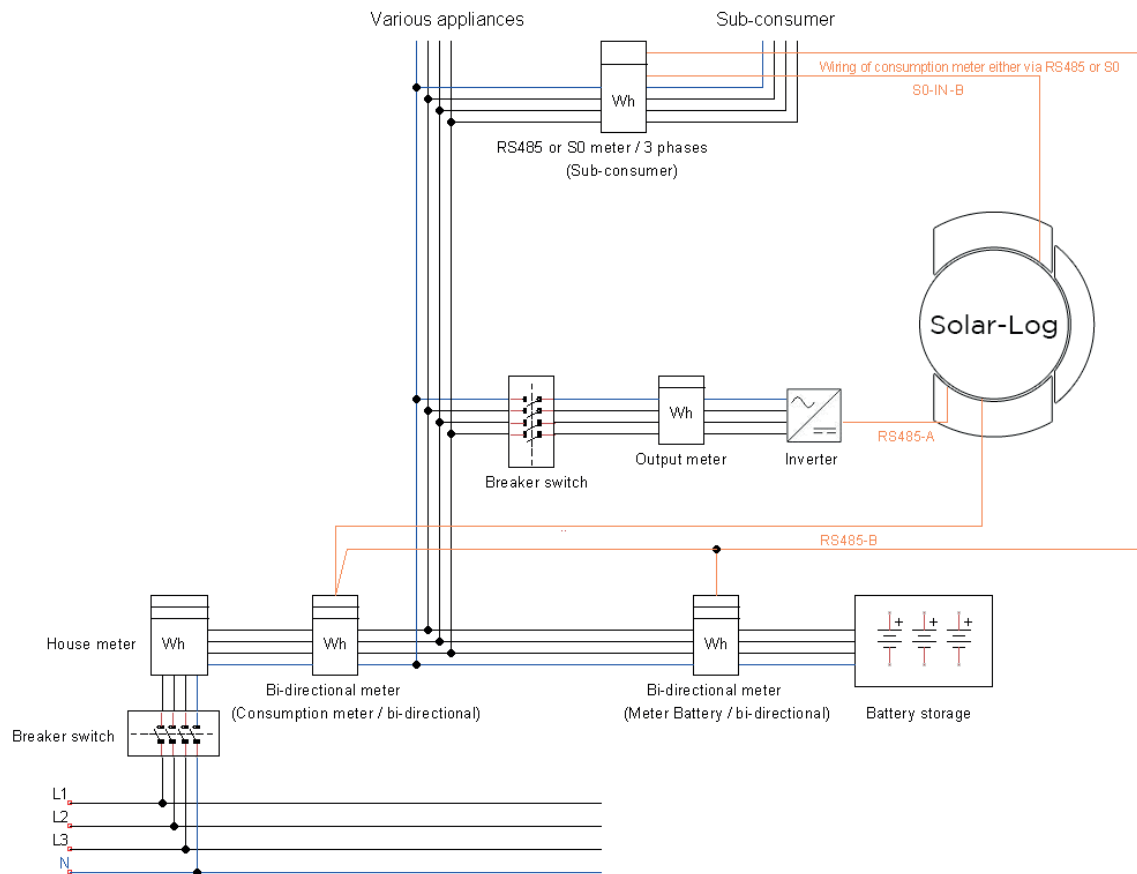 Various appliances
Sub-consumer
Wiring of consumption meter either via RS485 or S0
S0-IN-B
Wh
RS485 or S0 meter / 3 phases
(Sub-consumer)
Solar-Log
Wh
RS485-A
Output meter
Inverter
Breaker switch
..
RS485-B
House meter
Wh
Wh
Wh
+
+
+
Bi-directional meter
(Consumption meter / bi-directional)
Bi-directional meter
(Meter Battery / bi-directional)
Battery storage
Breaker switch
L1
L2
L3
N